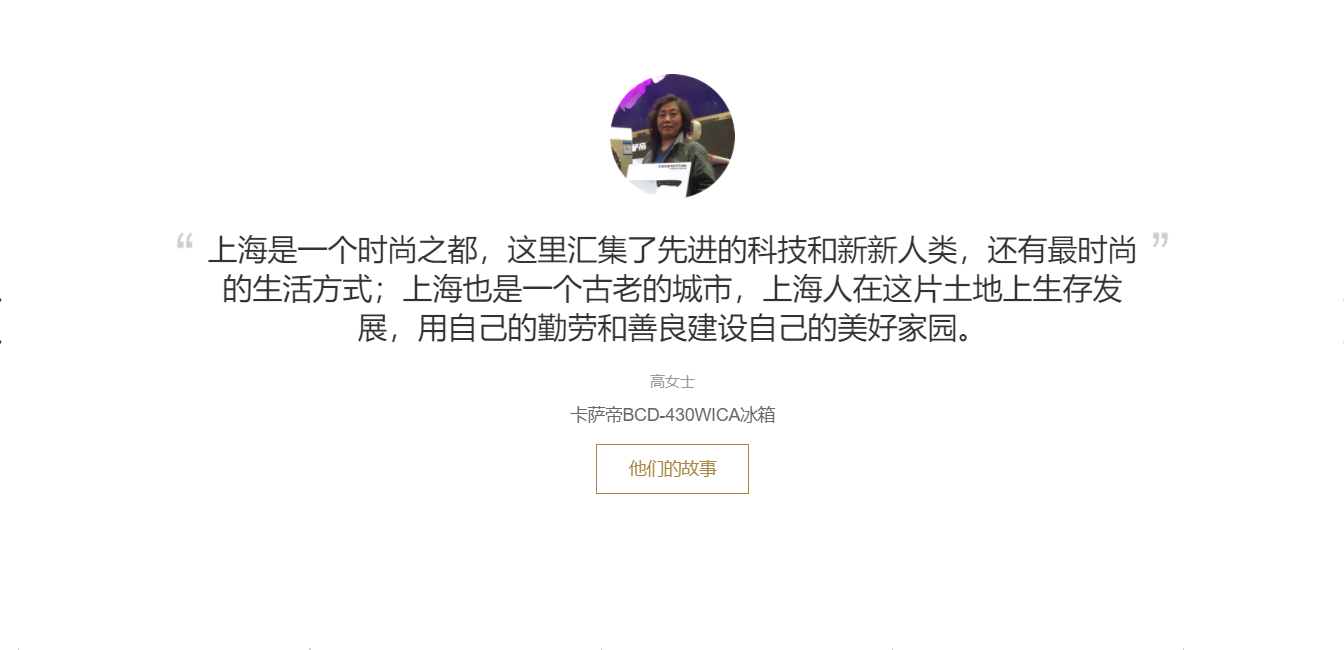 萨帝
“ 上海是一个时尚之都，这里汇集了先进的科技和新新人类，还有最时尚 ”
的生活方式；上海也是一个古老的城市，上海人在这片土地上生存发
展，用自己的勤劳和善良建设自己的美好家园。
高女士
卡萨帝BCD-430WICA冰箱
他们的故事